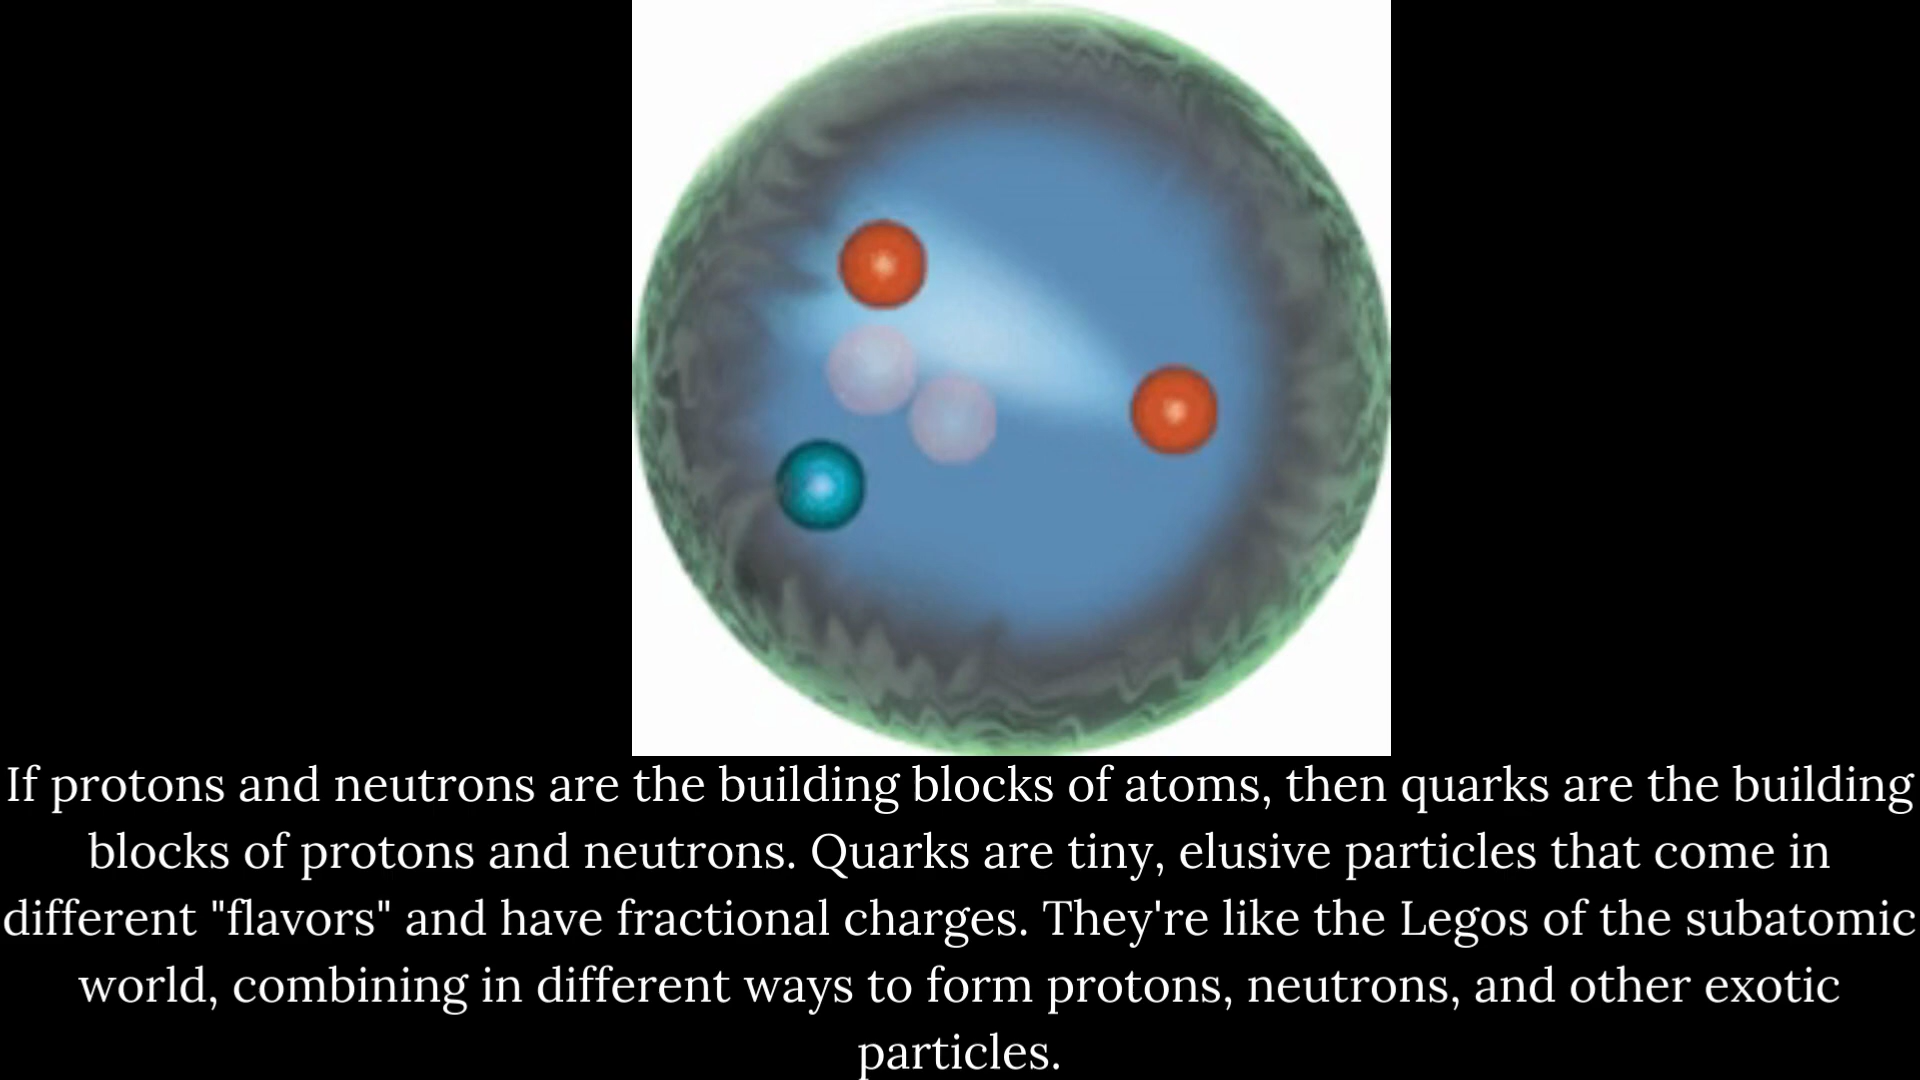 If protons and neutrons are the building blocks of atoms, then quarks are the building
blocks of protons and neutrons. Quarks are tiny, elusive particles that come in
different "flavors" and have fractional charges. They're like the Legos of the subatomic
world, combining in different ways to form protons, neutrons, and other exotic
particles.